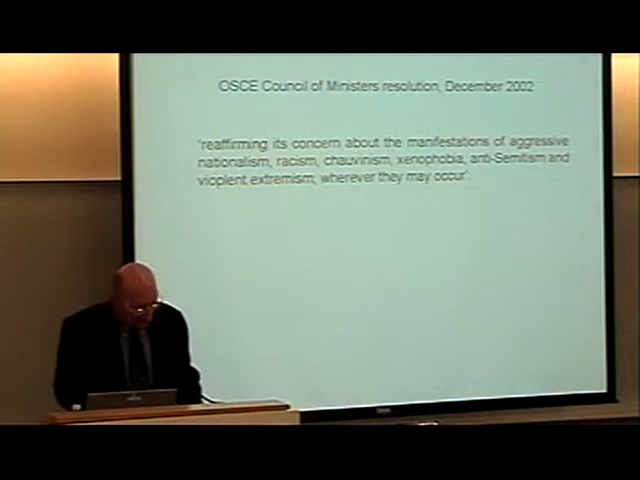 OSCE Council of Ministers resolution, December 2002
'reaffirming its concern about the manifestations of aggressive
nationalism, racism, chauvinism, xenophobia, anti-Semitism and
vioplent extremism, wherever they may occur'